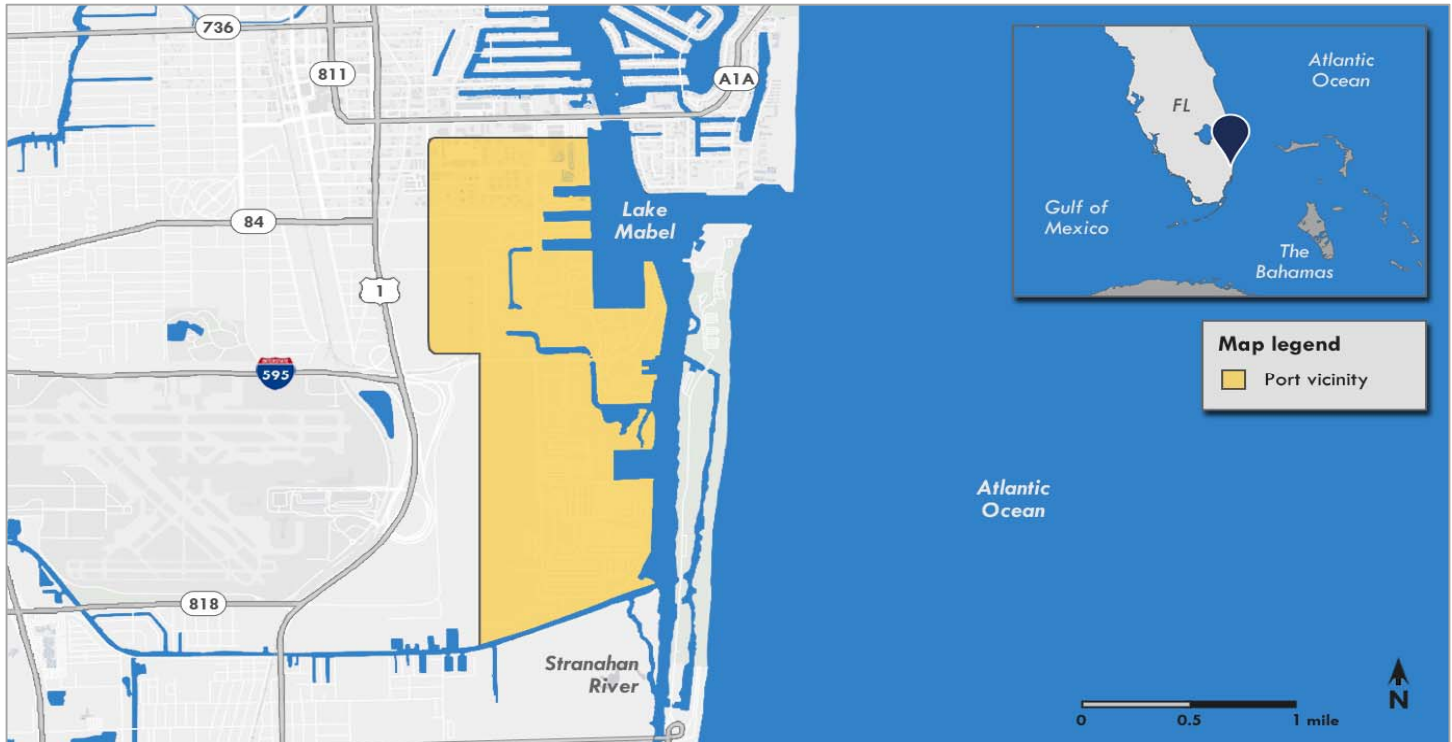 736
811
A1A
84
1
INTERSTATE
595
818
Lake
Mabel
Stranahan
River
Atlantic
Ocean
FL
Atlantic
Ocean
Gulf of
Mexico
The
Bahamas
Map legend
Port vicinity
N
0 0.5 1 mile